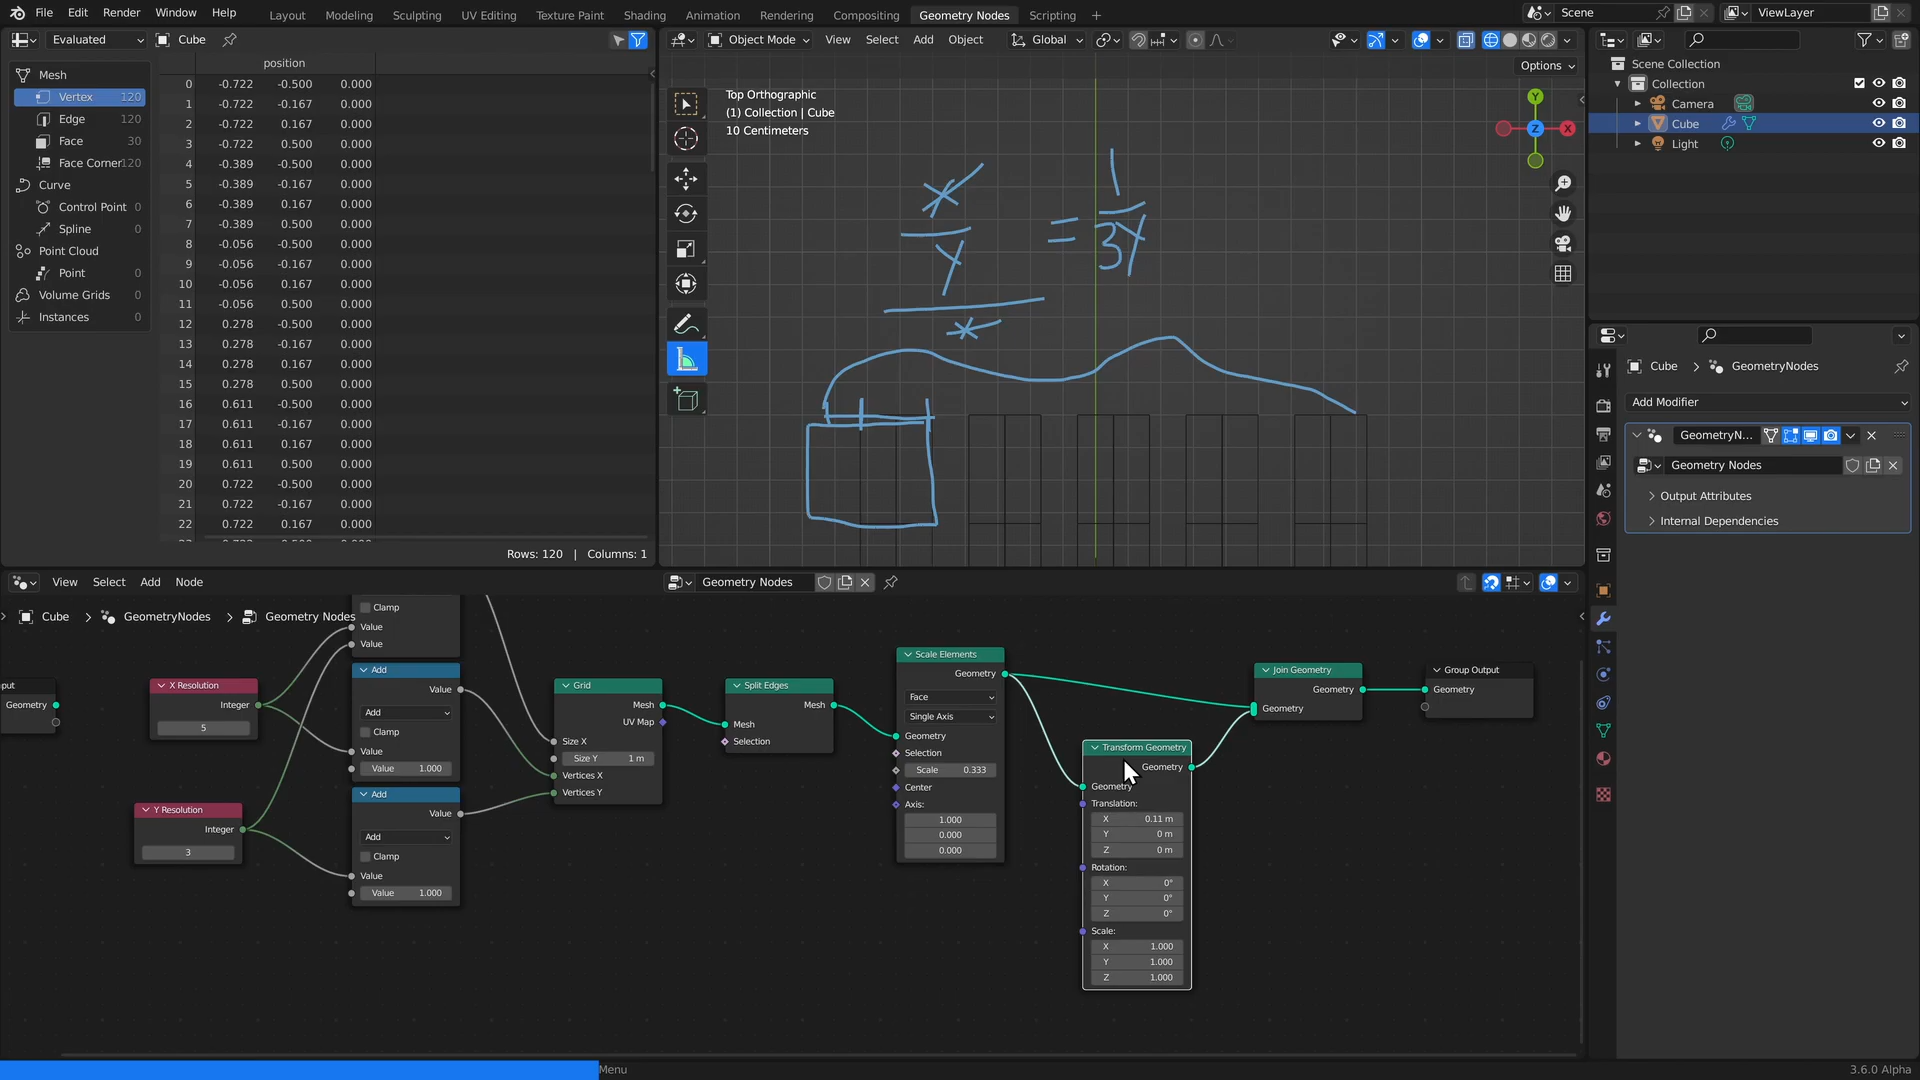 File Edit Render Window Help Layout Modeling Sculpting UV Editing Texture Paint Shading Animation Rendering Compositing Geometry Nodes Scripting + Scene ViewLayer
Evaluated Cube
Object Mode View Select Add Object Global
Options
position
Mesh
Vertex 120
Edge 120
Face 30
Face Corner 120
Curve
Control Point 0
Spline 0
Point Cloud
Point 0
Volume Grids 0
Instances 0
0 -0.722 -0.500 0.000
1 -0.722 -0.167 0.000
2 -0.722 0.167 0.000
3 -0.722 0.500 0.000
4 -0.389 -0.500 0.000
5 -0.389 -0.167 0.000
6 -0.389 0.167 0.000
7 -0.389 0.500 0.000
8 -0.056 -0.500 0.000
9 -0.056 -0.167 0.000
10 -0.056 0.167 0.000
11 -0.056 0.500 0.000
12 0.278 -0.500 0.000
13 0.278 -0.167 0.000
14 0.278 0.167 0.000
15 0.278 0.500 0.000
16 0.611 -0.500 0.000
17 0.611 -0.167 0.000
18 0.611 0.167 0.000
19 0.611 0.500 0.000
20 0.722 -0.500 0.000
21 0.722 -0.167 0.000
22 0.722 0.167 0.000
Rows: 120 | Columns: 1
Top Orthographic
(1) Collection | Cube
10 Centimeters
Y
Z
X
= 1
3Y
Y
Scene Collection
Collection
Camera
Cube
Light
Cube > GeometryNodes
Add Modifier
GeometryN...
Geometry Nodes
Output Attributes
Internal Dependencies
View Select Add Node
Geometry Nodes
Cube > GeometryNodes > Geometry Nodes
Clamp
Value
Value
put
Geometry
X Resolution
Integer
5
Y Resolution
Integer
3
Add
Value
Add
Clamp
Value
Value 1.000
Add
Value
Add
Clamp
Value
Value 1.000
Grid
Mesh
UV Map
Size X
Size Y 1 m
Vertices X
Vertices Y
Split Edges
Mesh
Mesh
Selection
Scale Elements
Geometry
Face
Single Axis
Geometry
Selection
Scale 0.333
Center
Axis:
1.000
0.000
0.000
Transform Geometry
Geometry
Geometry
Translation:
X 0.11 m
Y 0 m
Z 0 m
Rotation:
X 0°
Y 0°
Z 0°
Scale:
X 1.000
Y 1.000
Z 1.000
Join Geometry
Geometry
Geometry
Group Output
Geometry
Menu
3.6.0 Alpha